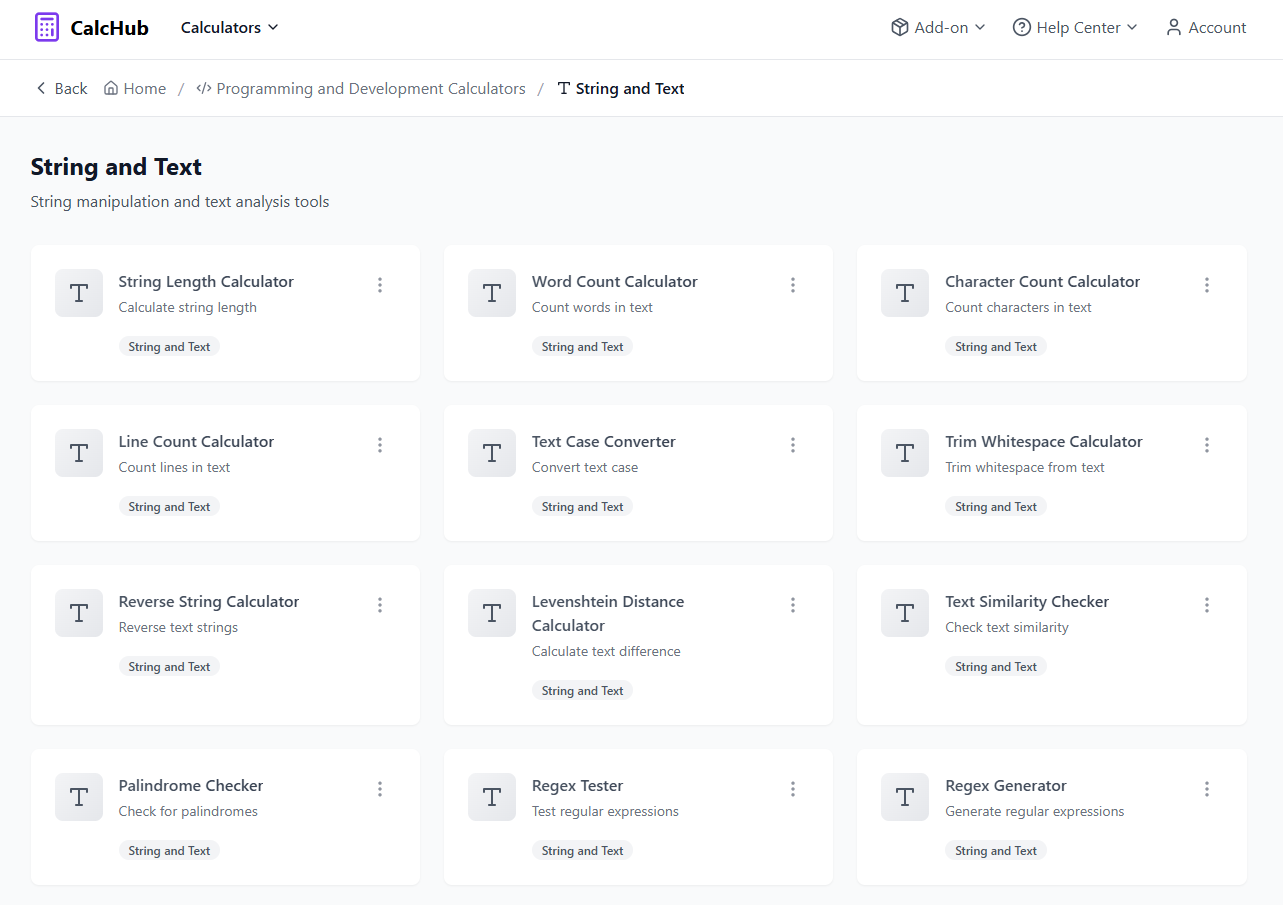 CalcHub Calculators Add-on Help Center Account
Back Home / Programming and Development Calculators / String and Text
String and Text
String manipulation and text analysis tools
String Length Calculator
Calculate string length
String and Text
Word Count Calculator
Count words in text
String and Text
Character Count Calculator
Count characters in text
String and Text
Line Count Calculator
Count lines in text
String and Text
Text Case Converter
Convert text case
String and Text
Trim Whitespace Calculator
Trim whitespace from text
String and Text
Reverse String Calculator
Reverse text strings
String and Text
Levenshtein Distance
Calculator
Calculate text difference
String and Text
Text Similarity Checker
Check text similarity
String and Text
Palindrome Checker
Check for palindromes
String and Text
Regex Tester
Test regular expressions
String and Text
Regex Generator
Generate regular expressions
String and Text